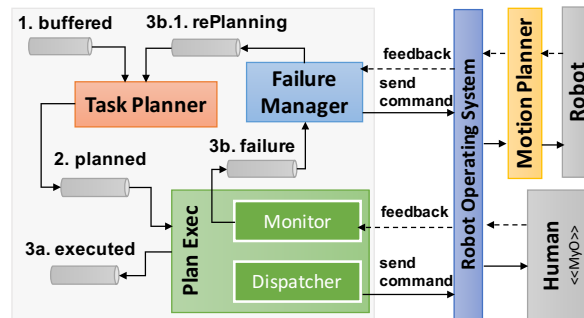 1. buffered
3b.1. rePlanning
Task Planner
Failure
Manager
feedback
send
command
Robot Operating System
Motion Planner
Robot
2. planned
3b. failure
3a. executed
Plan Exec
Monitor
Dispatcher
feedback
send
command
Human
<<MyO>>